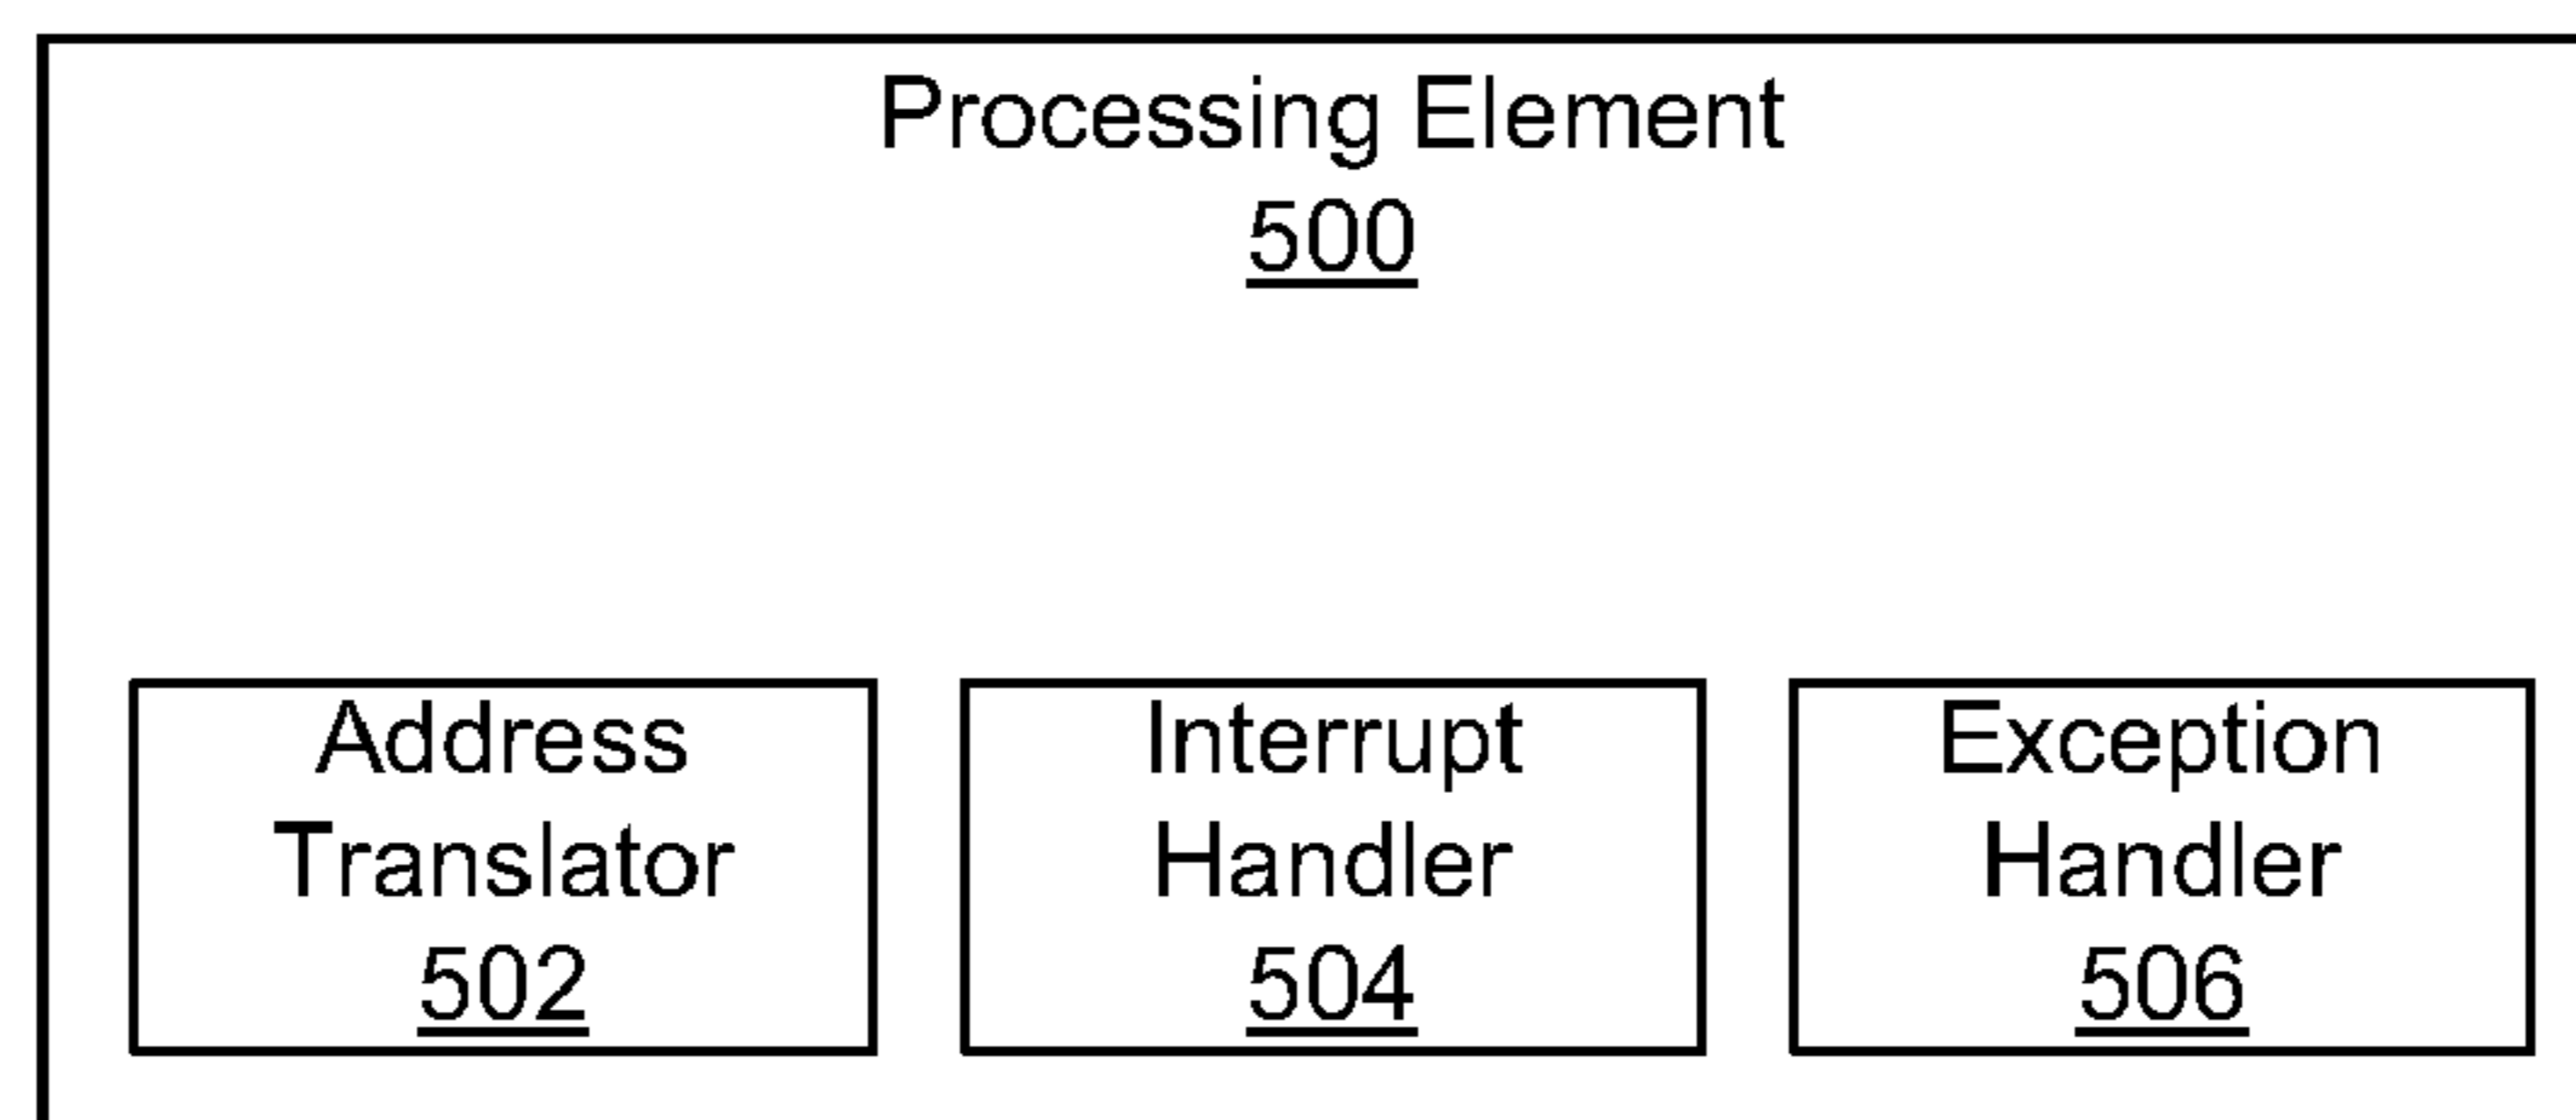 Processing Element
500
Address
Translator
502
Interrupt
Handler
504
Exception
Handler
506